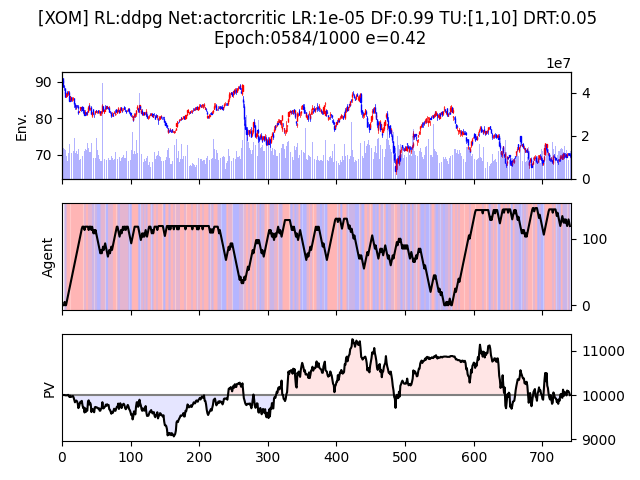 [XOM] RL:ddpg Net:actorcritic LR:1e-05 DF:0.99 TU:[1,10] DRT:0.05
Epoch:0584/1000 e=0.42
1e7
90
80
70
Env.
4
2
0
Agent
100
0
PV
11000
10000
9000
0 100 200 300 400 500 600 700